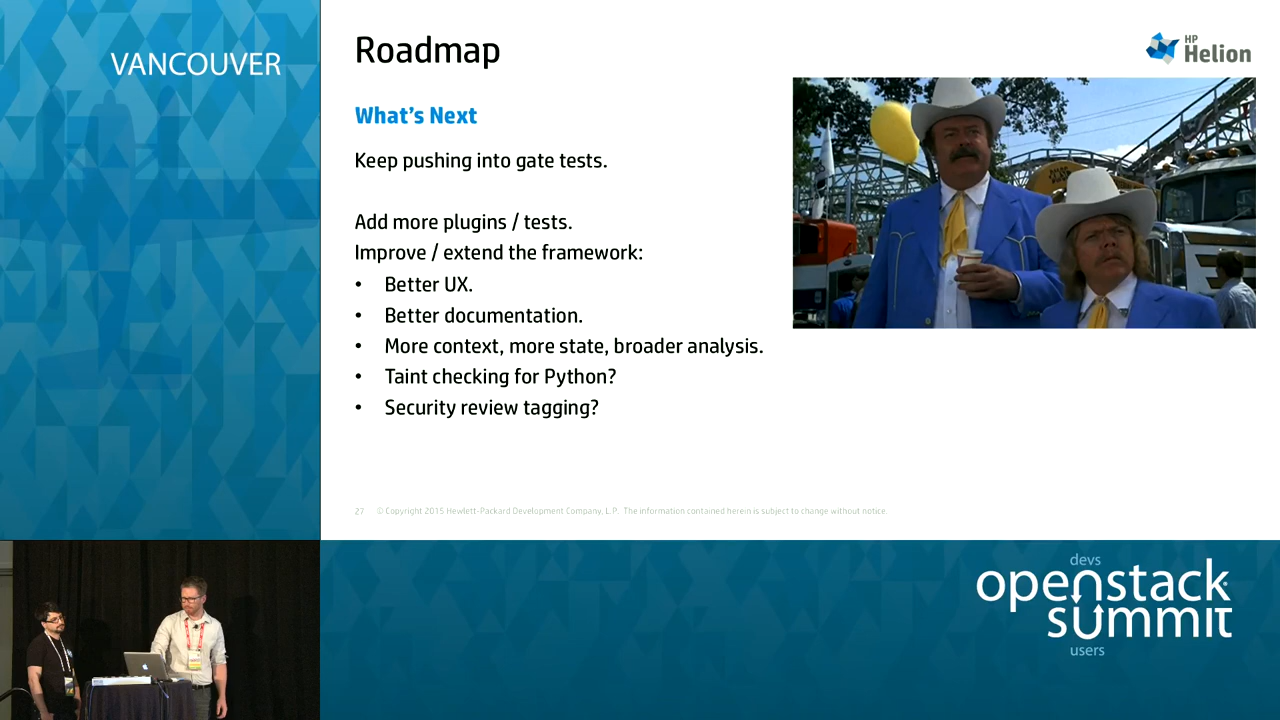 VANCOUVER
Roadmap
HP
Helion
What's Next
Keep pushing into gate tests.
Add more plugins / tests.
Improve / extend the framework:
• Better UX.
• Better documentation.
• More context, more state, broader analysis.
• Taint checking for Python?
• Security review tagging?
27 © Copyright 2015 Hewlett-Packard Development Company, L.P. The information contained herein is subject to change without notice.
devs
openstack
summit
users